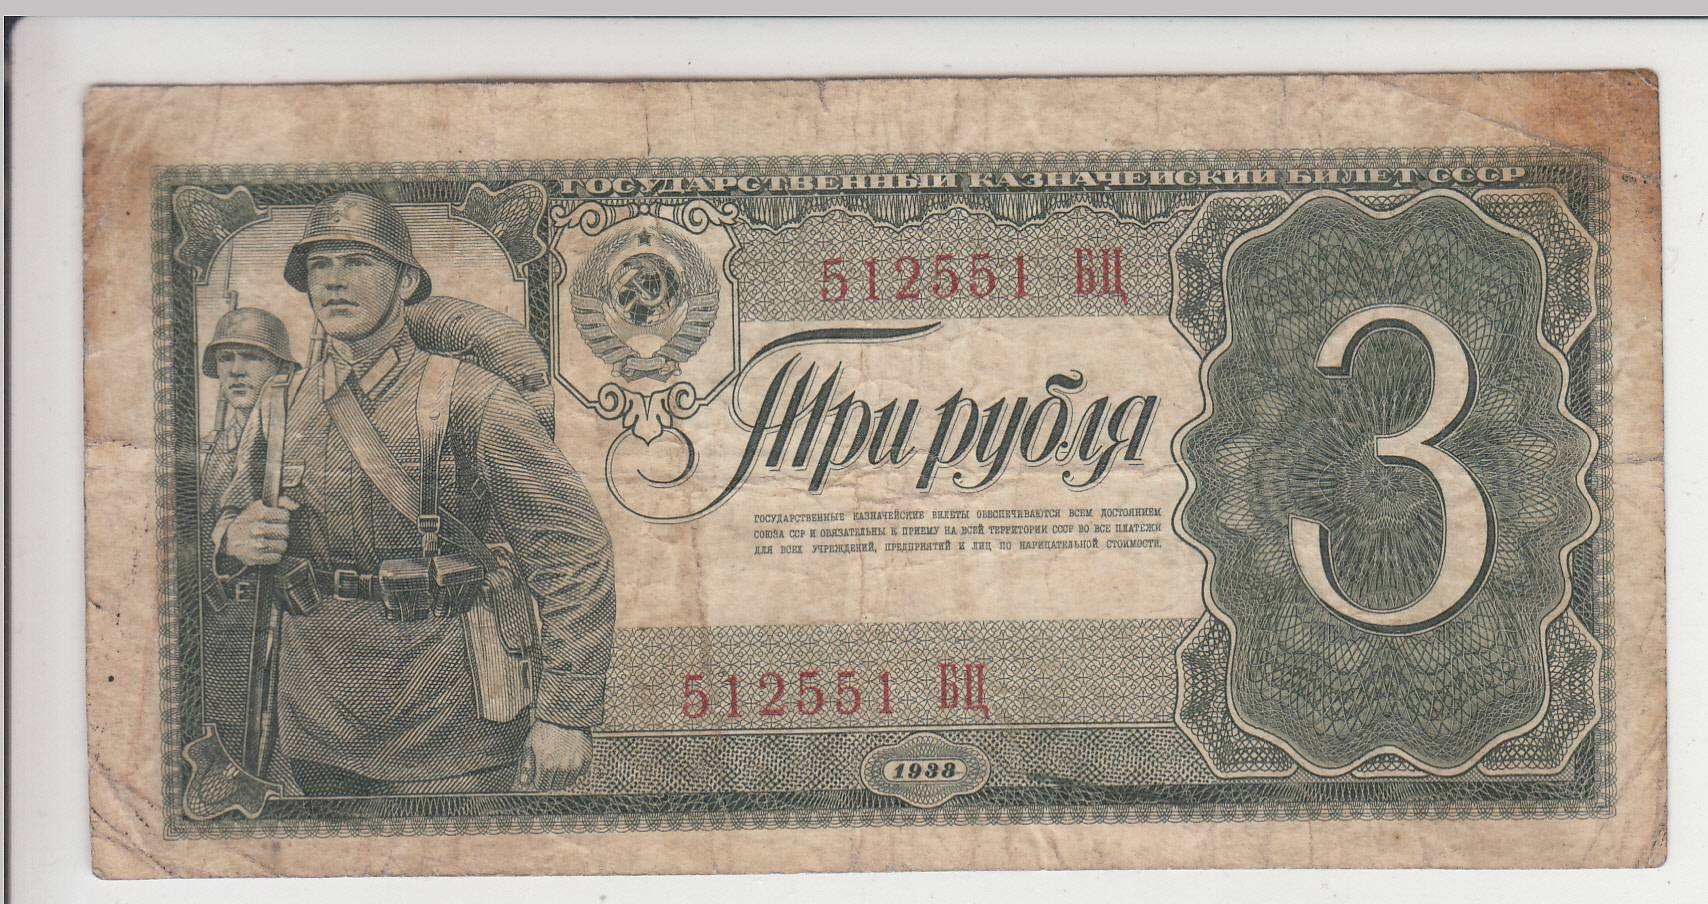 ГОСУДАРСТВЕННЫЙ КАЗНАЧЕЙСКИЙ БИЛЕТ СССР
512551 БЦ
Три рубля
3
ГОСУДАРСТВЕННЫЕ КАЗНАЧЕЙСКИЕ БИЛЕТЫ ОБЕСПЕЧИВАЮТСЯ ВСЕМ ДОСТОЯНИЕМ
СОЮЗА ССР И ОБЯЗАТЕЛЬНЫ К ПРИЕМУ НА ВСЕЙ ТЕРРИТОРИИ СССР ВО ВСЕ ПЛАТЕЖИ
ДЛЯ ВСЕХ УЧРЕЖДЕНИЙ, ПРЕДПРИЯТИЙ И ЛИЦ ПО НАРИЦАТЕЛЬНОЙ СТОИМОСТИ.
512551 БЦ
1938